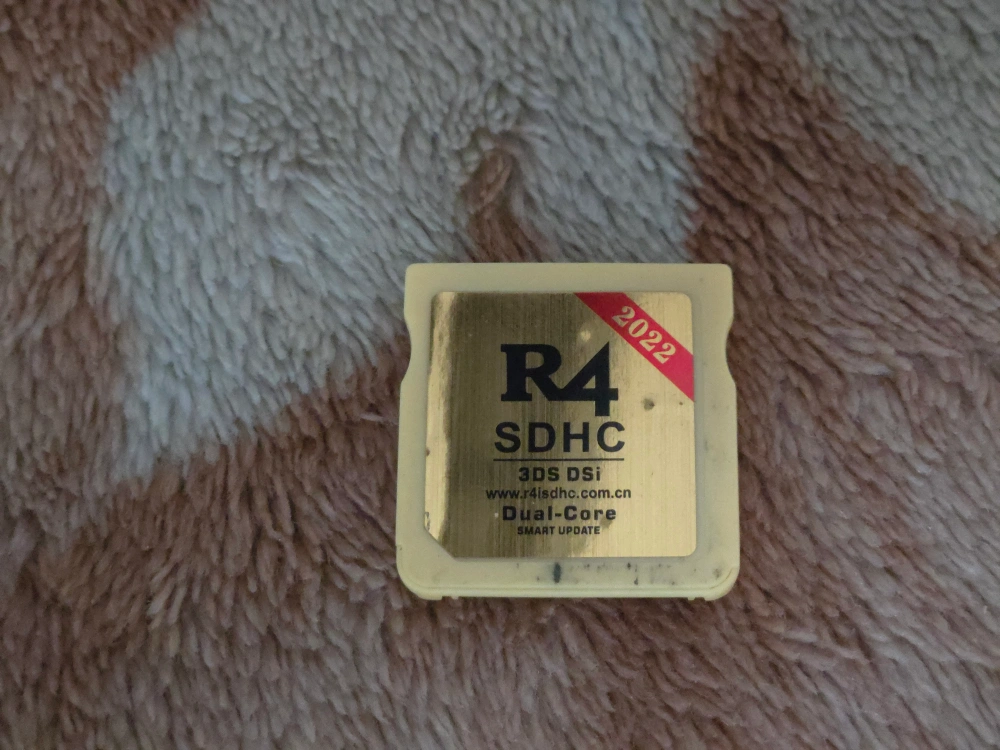 2022
R4
SDHC
3DS DSi
www.r4isdhc.com.cn
Dual-Core
SMART UPDATE